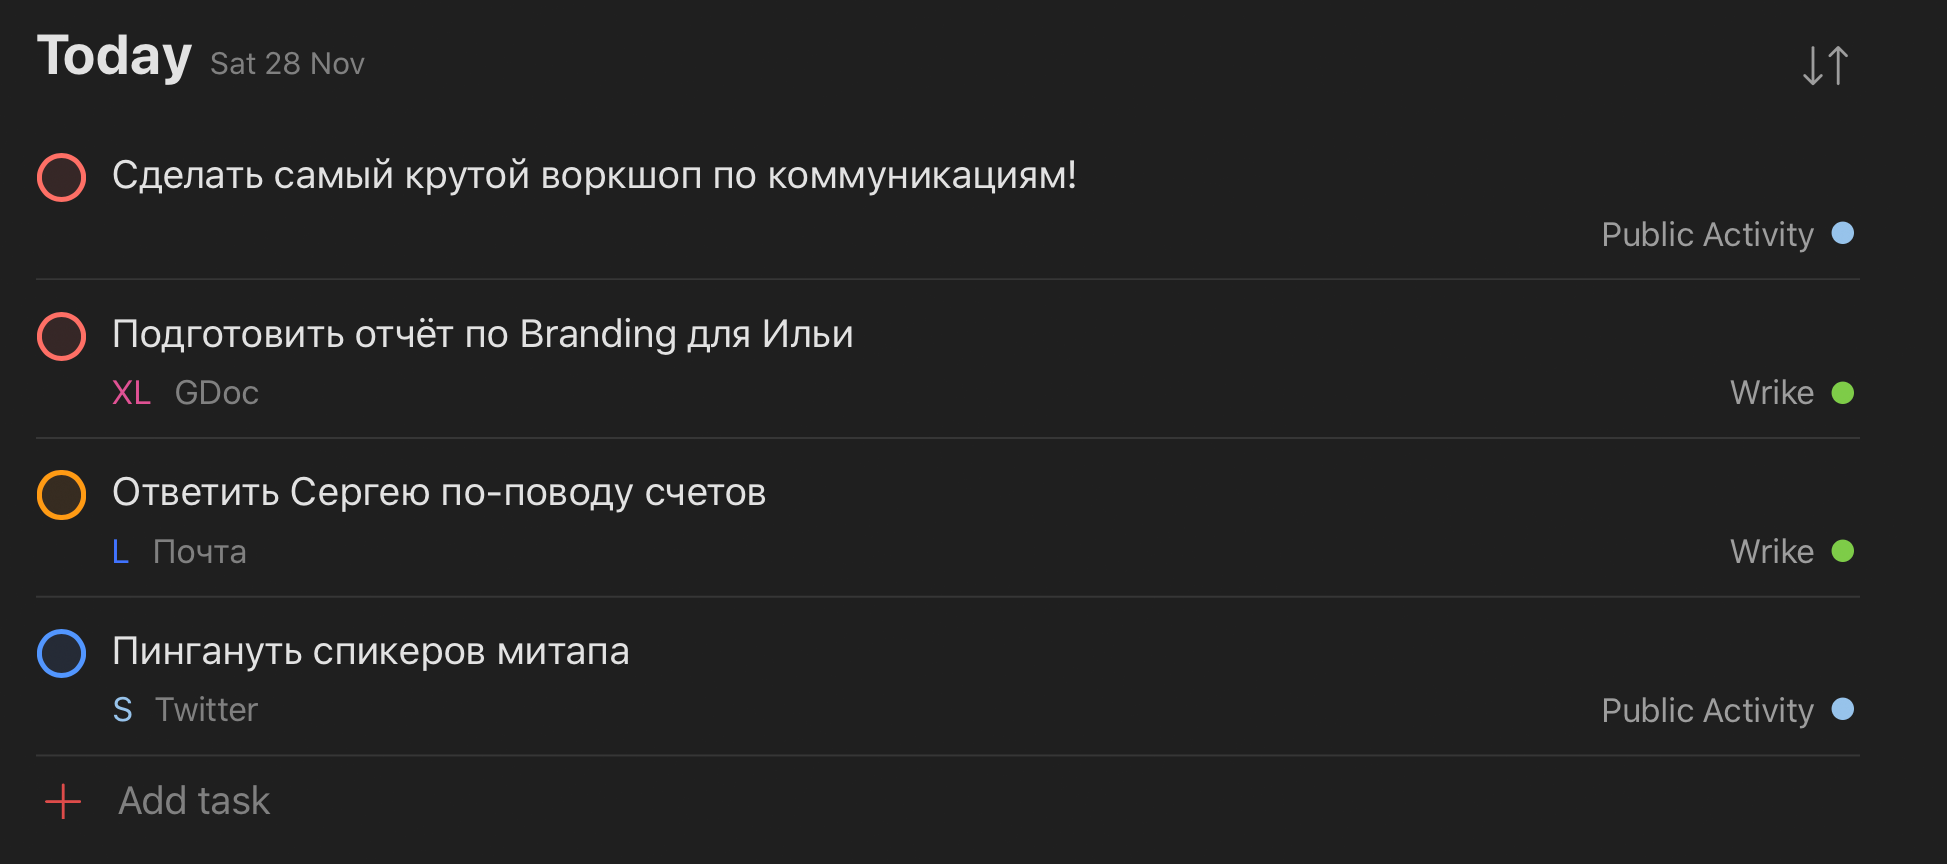 Today Sat 28 Nov
Сделать самый крутой воркшоп по коммуникациям!
Public Activity
Подготовить отчёт по Branding для Ильи
XL GDoc Wrike
Ответить Сергею по-поводу счетов
L Почта Wrike
Пингануть спикеров митапа
S Twitter Public Activity
Add task